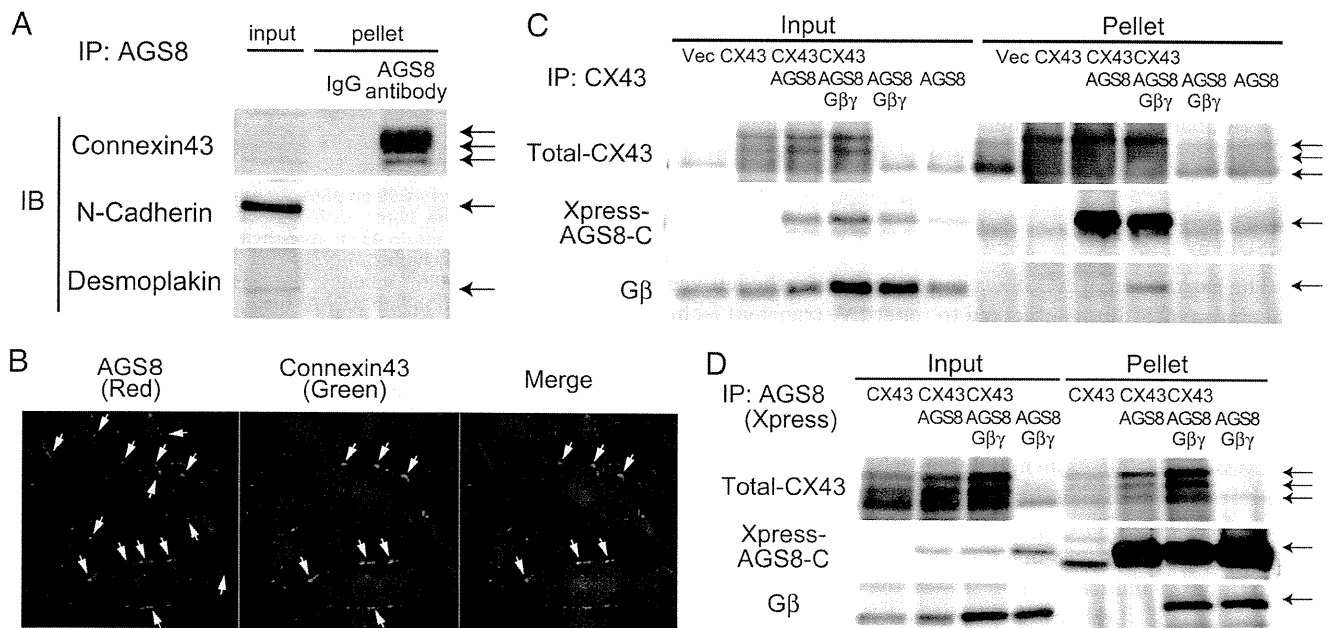 A
IP: AGS8
input pellet
IgG AGS8 antibody
IB
Connexin43
N-Cadherin
Desmoplakin
B
AGS8 (Red)
Connexin43 (Green)
Merge
C
IP: CX43
Input Pellet
Vec CX43 CX43 CX43 Vec CX43 CX43 CX43
AGS8 AGS8 AGS8 AGS8 AGS8 AGS8 AGS8 AGS8
Gβγ Gβγ Gβγ Gβγ
Total-CX43
Xpress-AGS8-C
Gβ
D
IP: AGS8 (Xpress)
Input Pellet
CX43 CX43 CX43 CX43 CX43 CX43
AGS8 AGS8 AGS8 AGS8 AGS8 AGS8
Gβγ Gβγ Gβγ Gβγ
Total-CX43
Xpress-AGS8-C
Gβ